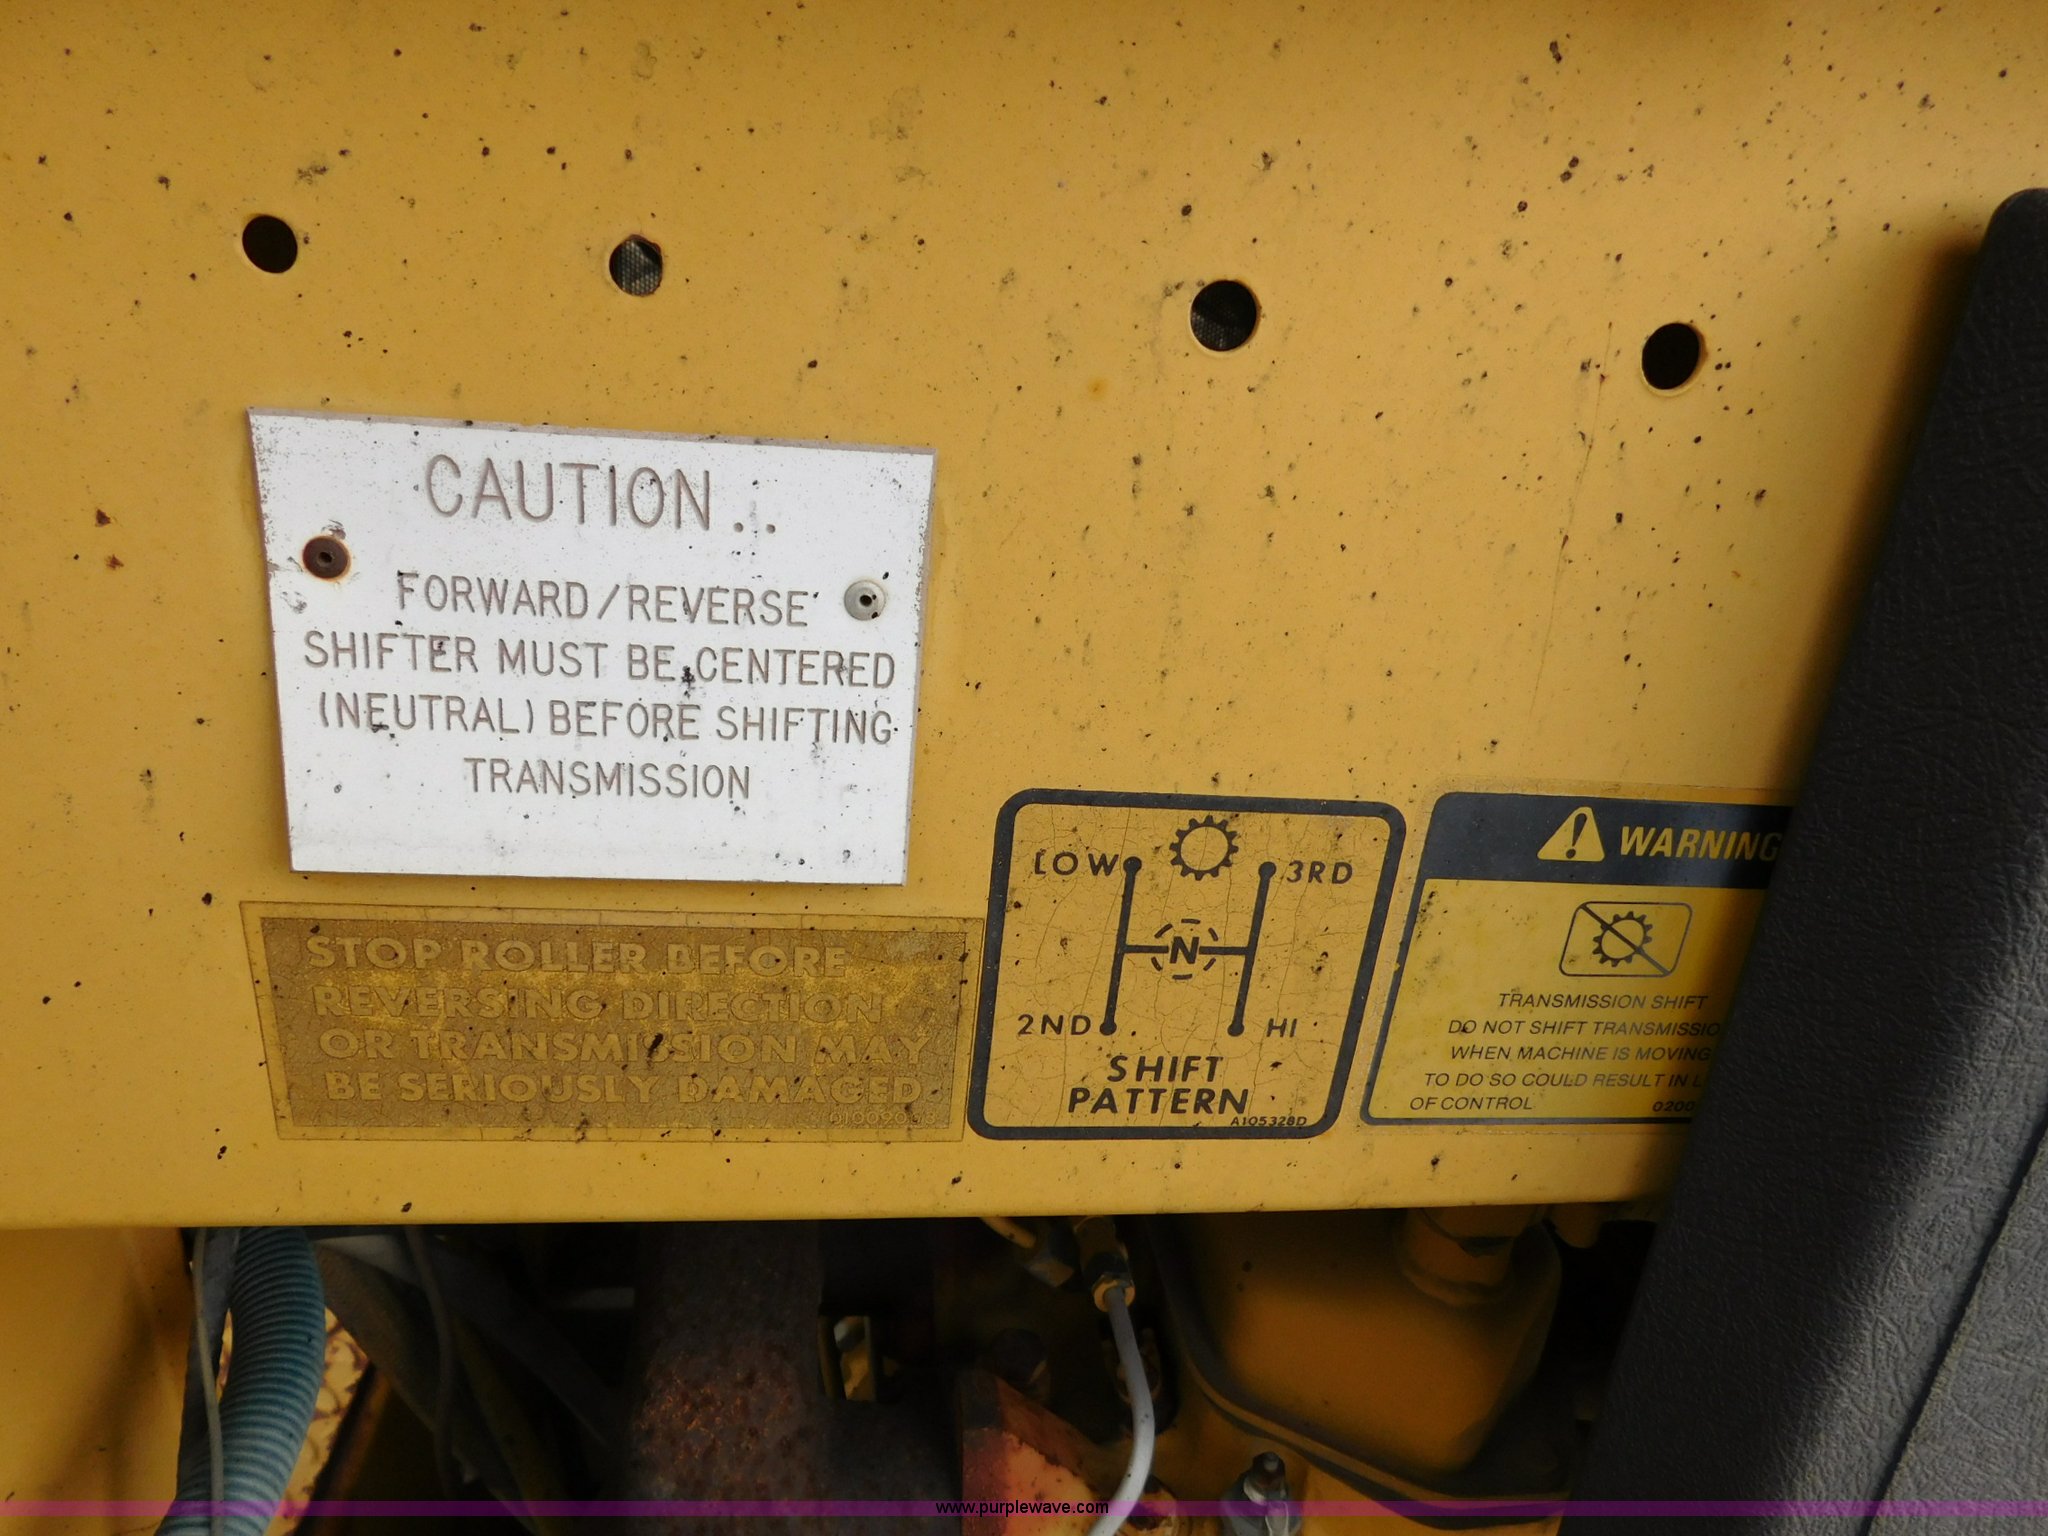 CAUTION..
FORWARD/REVERSE
SHIFTER MUST BE CENTERED
(NEUTRAL) BEFORE SHIFTING
TRANSMISSION
STOP ROLLER BEFORE
REVERSING DIRECTION
OR TRANSMISSION MAY
BE SERIOUSLY DAMAGED
LOW 3RD
N
2ND HI
SHIFT
PATTERN
A105328D
WARNING
TRANSMISSION SHIFT
DO NOT SHIFT TRANSMISSIO
WHEN MACHINE IS MOVING
TO DO SO COULD RESULT IN L
OF CONTROL 0200
www.purplewave.com